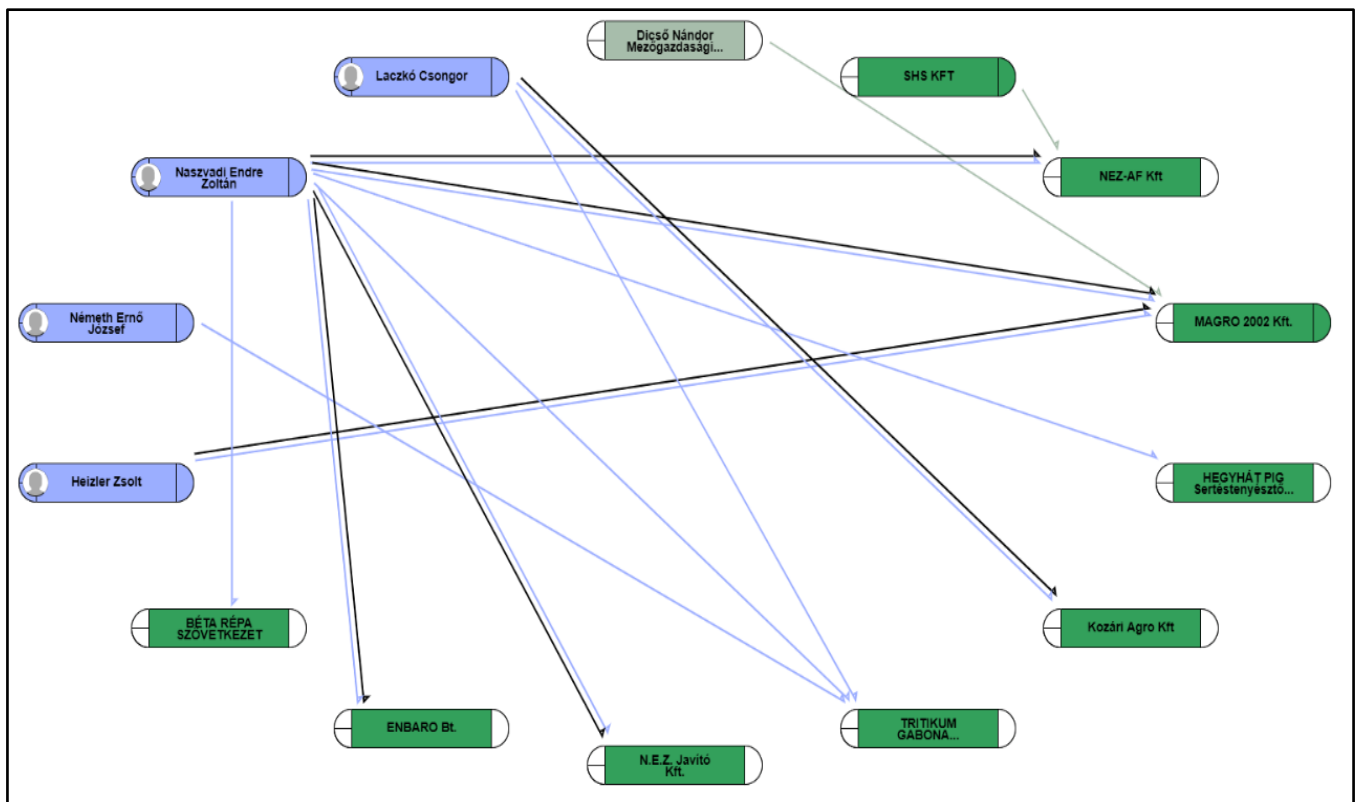 Dicső Nándor
Mezőgazdasági...
Laczkó Csongor
SHS KFT
Naszvadi Endre
Zoltán
NEZ-AF Kft
Németh Ernő
József
MAGRO 2002 Kft.
Heizler Zsolt
HEGYHÁT PIG
Sertéstenyésztő...
BÉTA RÉPA
SZÖVETKEZET
Kozári Agro Kft
ENBARO Bt.
TRITIKUM
GABONA...
N.E.Z. Javító
Kft.